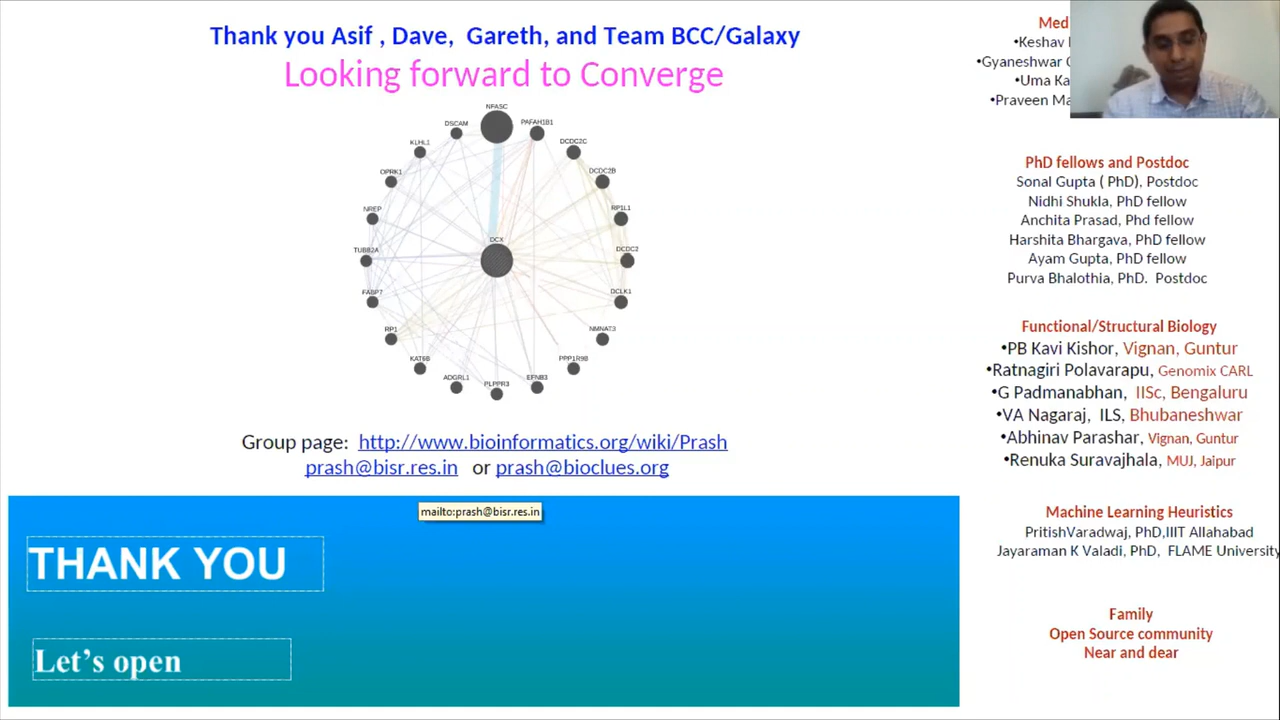 Thank you Asif , Dave, Gareth, and Team BCC/Galaxy
Looking forward to Converge
NFASC
PAFAH1B1
DCDC2C
DCDC2B
RP1L1
DCDC2
DCLK1
NMNAT3
PPP1R9B
EFNB3
PLPPR3
ADGRL1
KAT6B
RP1
FABP7
TUBB2A
NREP
OPRK1
KLHL1
DSCAM
DCX
Group page: http://www.bioinformatics.org/wiki/Prash
prash@bisr.res.in or prash@bioclues.org
mailto:prash@bisr.res.in
THANK YOU
Let’s open
Med
•Keshav
•Gyaneshwar
•Uma
•Praveen
PhD fellows and Postdoc
Sonal Gupta ( PhD), Postdoc
Nidhi Shukla, PhD fellow
Anchita Prasad, Phd fellow
Harshita Bhargava, PhD fellow
Ayam Gupta, PhD fellow
Purva Bhalothia, PhD. Postdoc
Functional/Structural Biology
•PB Kavi Kishor, Vignan, Guntur
•Ratnagiri Polavarapu, Genomix CARL
•G Padmanabhan, IISc, Bengaluru
•VA Nagaraj, ILS, Bhubaneshwar
•Abhinav Parashar, Vignan, Guntur
•Renuka Suravajhala, MUJ, Jaipur
Machine Learning Heuristics
PritishVaradwaj, PhD,IIIT Allahabad
Jayaraman K Valadi, PhD, FLAME University
Family
Open Source community
Near and dear